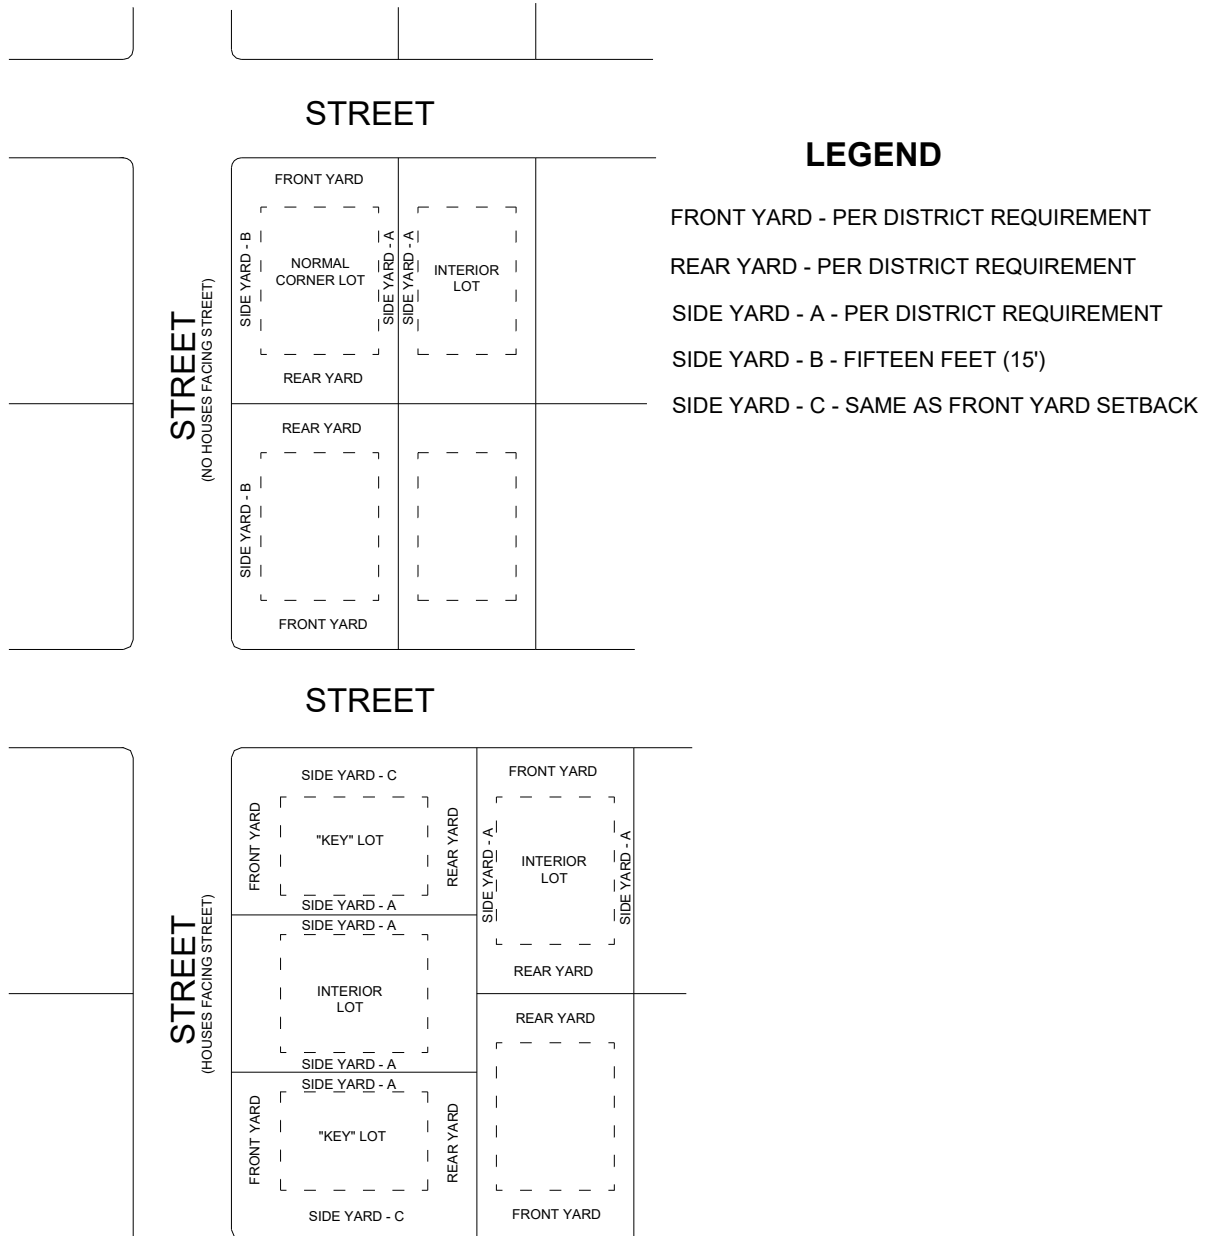 STREET
LEGEND
FRONT YARD - PER DISTRICT REQUIREMENT
REAR YARD - PER DISTRICT REQUIREMENT
SIDE YARD - A - PER DISTRICT REQUIREMENT
SIDE YARD - B - FIFTEEN FEET (15')
SIDE YARD - C - SAME AS FRONT YARD SETBACK
STREET
(NO HOUSES FACING STREET)
FRONT YARD
SIDE YARD - B
NORMAL
CORNER LOT
SIDE YARD - A
SIDE YARD - A
INTERIOR
LOT
REAR YARD
REAR YARD
SIDE YARD - B
FRONT YARD
STREET
STREET
(HOUSES FACING STREET)
SIDE YARD - C
FRONT YARD
"KEY" LOT
REAR YARD
SIDE YARD - A
FRONT YARD
SIDE YARD - A
INTERIOR
LOT
SIDE YARD - A
REAR YARD
SIDE YARD - A
INTERIOR
LOT
SIDE YARD - A
SIDE YARD - A
FRONT YARD
"KEY" LOT
REAR YARD
SIDE YARD - C
REAR YARD
FRONT YARD